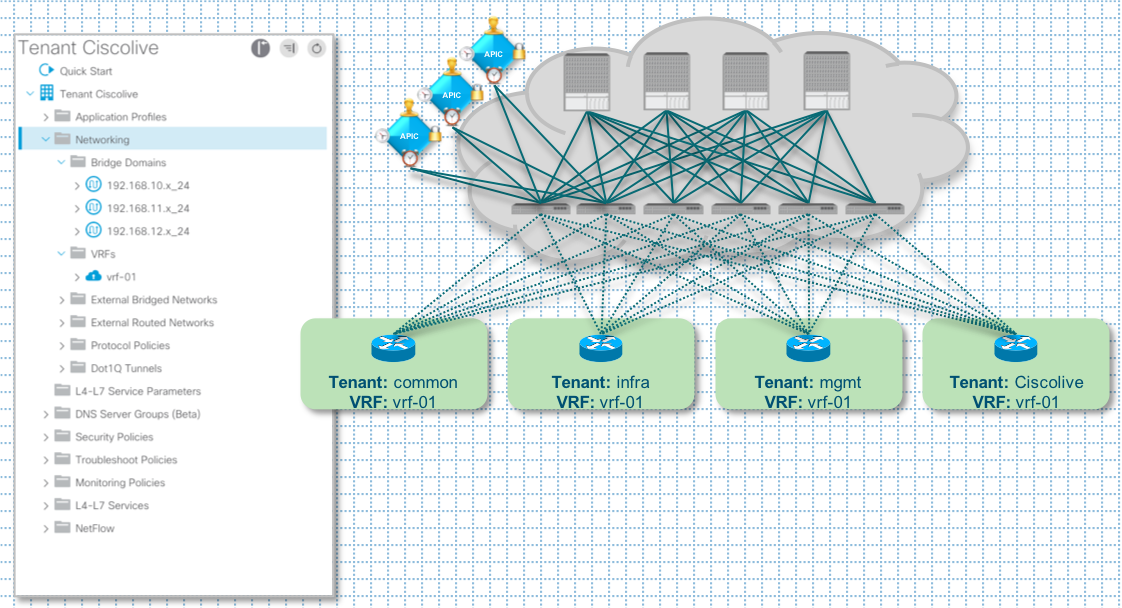 Tenant Ciscolive
Quick Start
Tenant Ciscolive
Application Profiles
Networking
Bridge Domains
192.168.10.x_24
192.168.11.x_24
192.168.12.x_24
VRFs
vrf-01
External Bridged Networks
External Routed Networks
Protocol Policies
Dot1Q Tunnels
L4-L7 Service Parameters
DNS Server Groups (Beta)
Security Policies
Troubleshoot Policies
Monitoring Policies
L4-L7 Services
NetFlow
APIC
APIC
APIC
Tenant: common
VRF: vrf-01
Tenant: infra
VRF: vrf-01
Tenant: mgmt
VRF: vrf-01
Tenant: Ciscolive
VRF: vrf-01